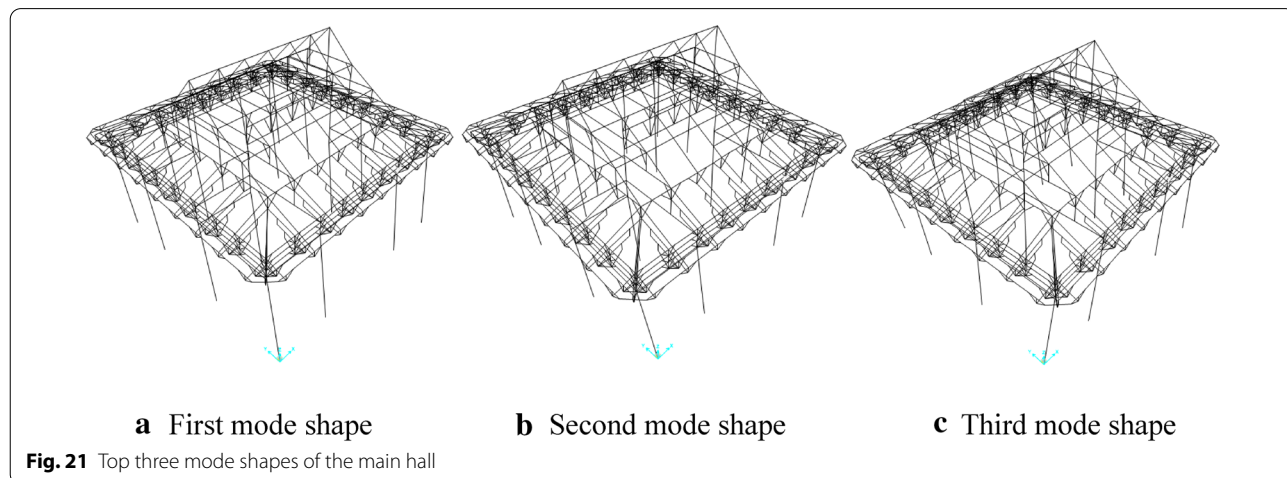 a First mode shape
b Second mode shape
c Third mode shape
Fig. 21 Top three mode shapes of the main hall